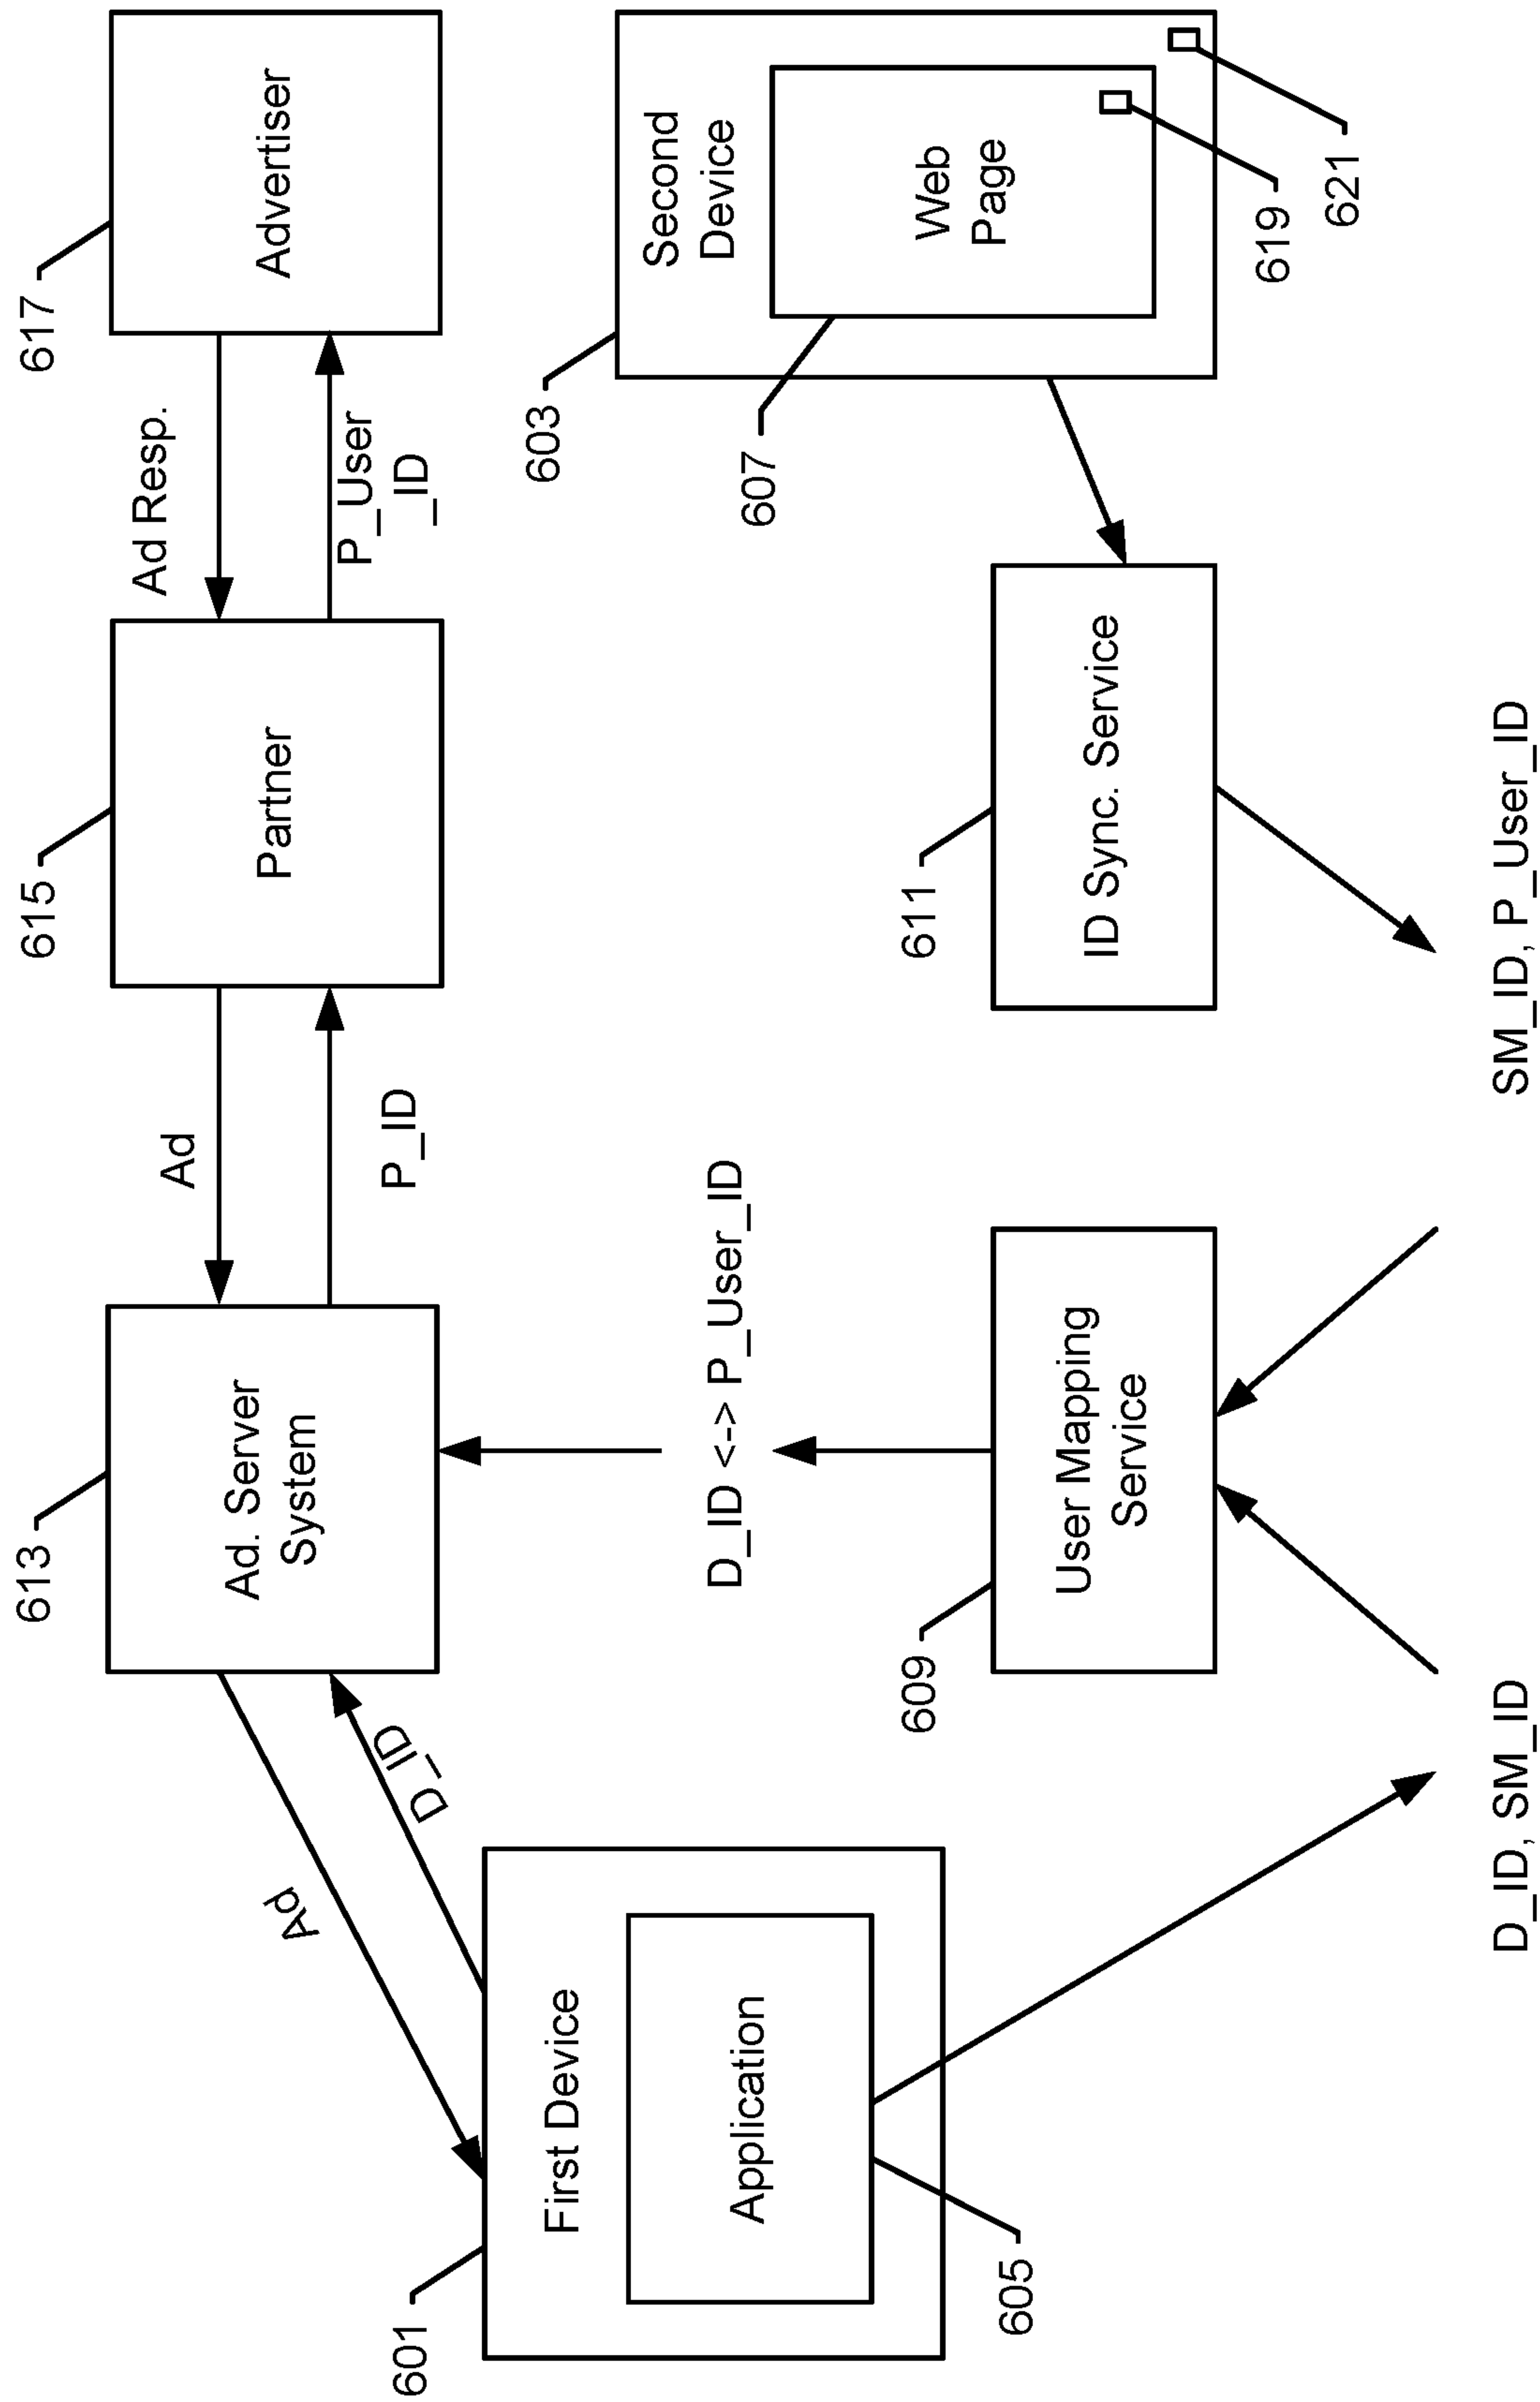 613
615
617
Ad. Server
System
Partner
Advertiser
Ad
Ad Resp.
Ad
D_ID
P_ID
P_User
_ID
601
First Device
Application
605
D_ID <-> P_User_ID
603
Second
Device
607
Web
Page
609
User Mapping
Service
611
ID Sync. Service
619
621
D_ID, SM_ID
SM_ID, P_User_ID